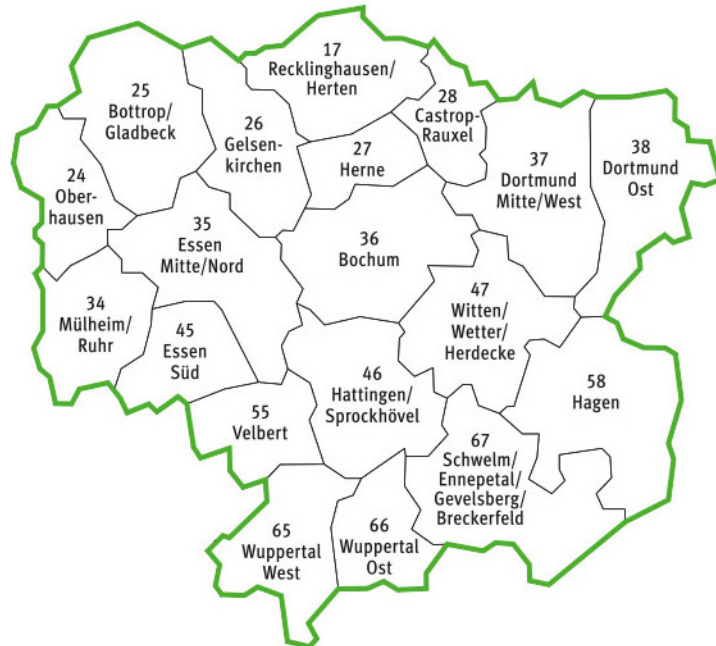 17
Recklinghausen/
Herten
25
Bottrop/
Gladbeck
26
Gelsen-
kirchen
28
Castrop-
Rauxel
27
Herne
37
Dortmund
Mitte/West
38
Dortmund
Ost
24
Ober-
hausen
35
Essen
Mitte/Nord
36
Bochum
47
Witten/
Wetter/
Herdecke
34
Mülheim/
Ruhr
45
Essen
Süd
46
Hattingen/
Sprockhövel
58
Hagen
55
Velbert
67
Schwelm/
Ennepetal/
Gevelsberg/
Breckerfeld
65
Wuppertal
West
66
Wuppertal
Ost